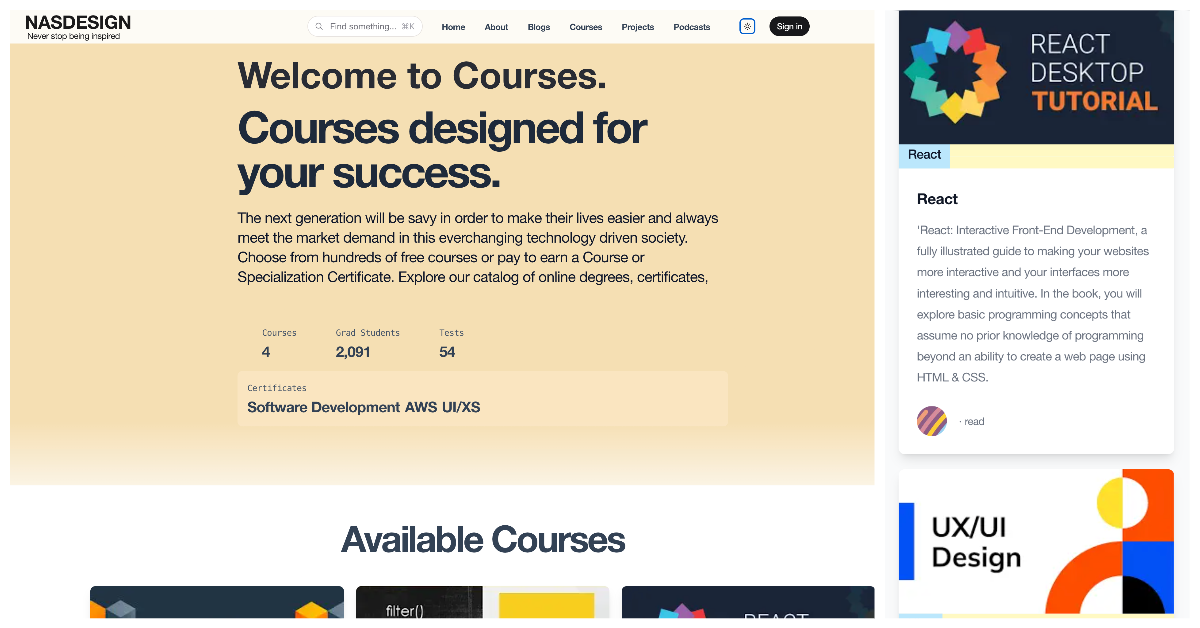 NASDESIGN
Never stop being inspired
Find something... ⌘K
Home
About
Blogs
Courses
Projects
Podcasts
Sign in
Welcome to Courses.
Courses designed for
your success.
The next generation will be savy in order to make their lives easier and always
meet the market demand in this everchanging technology driven society.
Choose from hundreds of free courses or pay to earn a Course or
Specialization Certificate. Explore our catalog of online degrees, certificates,
Courses
4
Grad Students
2,091
Tests
54
Certificates
Software Development AWS UI/XS
Available Courses
filter()
REACT
REACT
DESKTOP
TUTORIAL
React
React
'React: Interactive Front-End Development, a
fully illustrated guide to making your websites
more interactive and your interfaces more
interesting and intuitive. In the book, you will
explore basic programming concepts that
assume no prior knowledge of programming
beyond an ability to create a web page using
HTML & CSS.
· read
UX/UI
Design